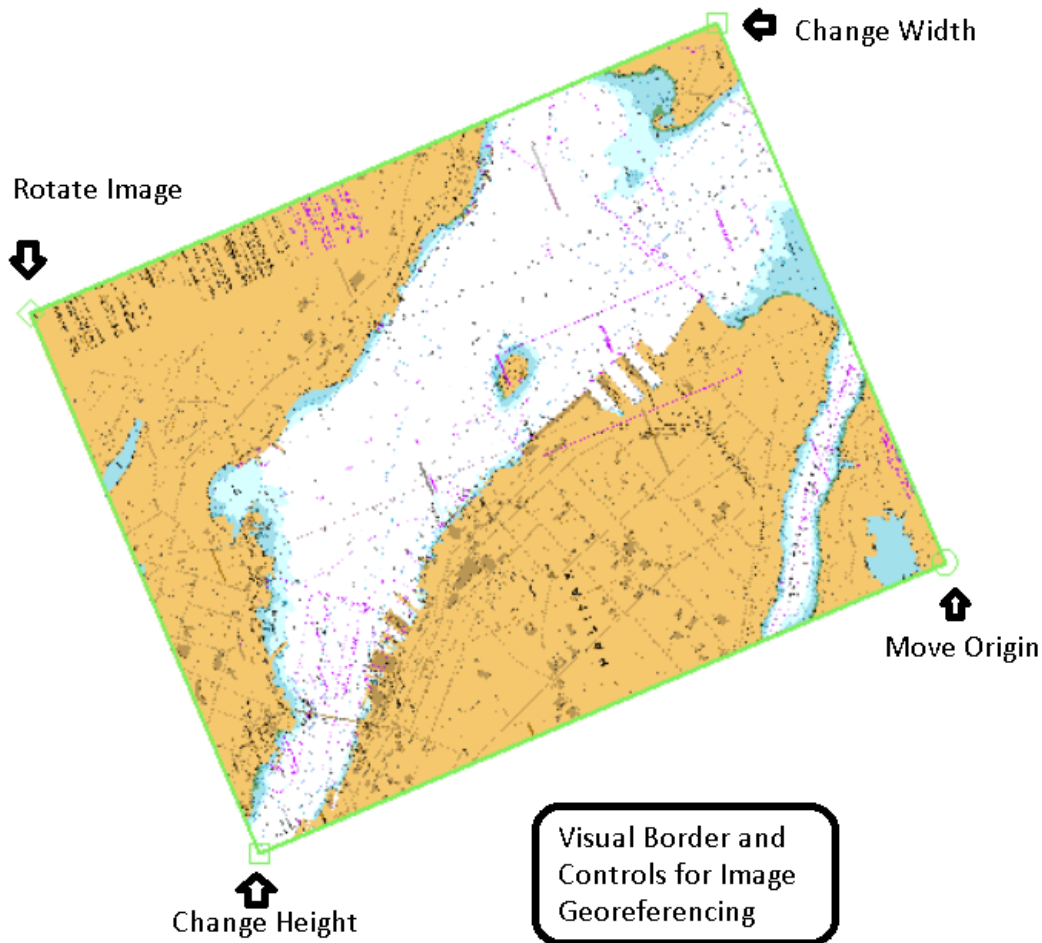 Change Width
Rotate Image
Move Origin
Visual Border and
Controls for Image
Georeferencing
Change Height